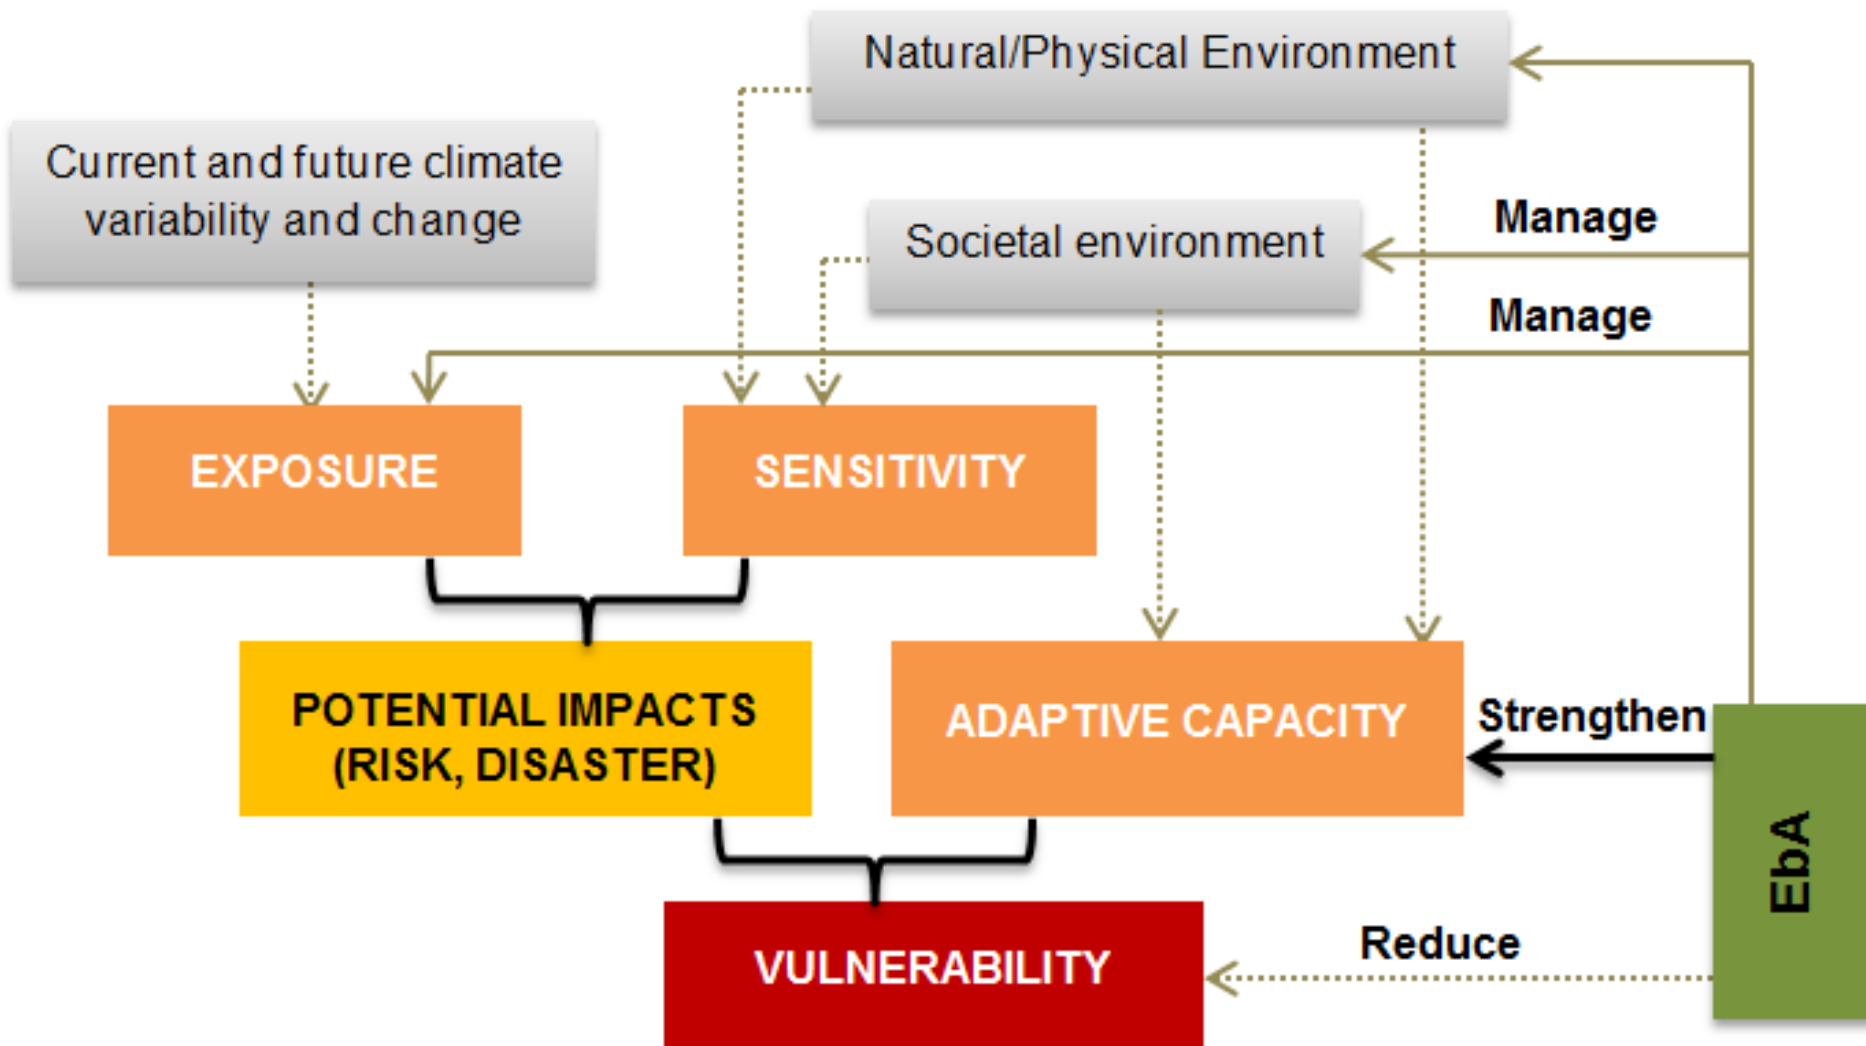 Natural/Physical Environment
Current and future climate
variability and change
Societal environment
Manage
Manage
EXPOSURE
SENSITIVITY
POTENTIAL IMPACTS
(RISK, DISASTER)
ADAPTIVE CAPACITY
Strengthen
EbA
VULNERABILITY
Reduce